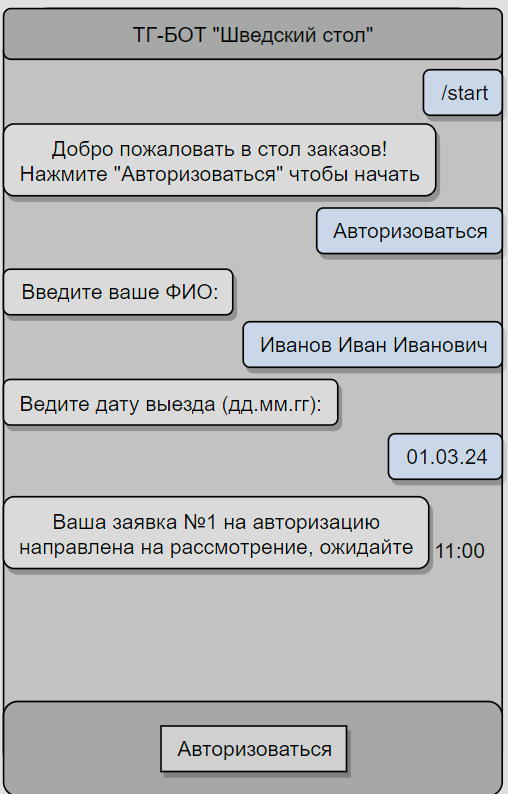 ТГ-БОТ "Шведский стол"
/start
Добро пожаловать в стол заказов!
Нажмите "Авторизоваться" чтобы начать
Авторизоваться
Введите ваше ФИО:
Иванов Иван Иванович
Ведите дату выезда (дд.мм.гг):
01.03.24
Ваша заявка №1 на авторизацию
направлена на рассмотрение, ожидайте
11:00
Авторизоваться